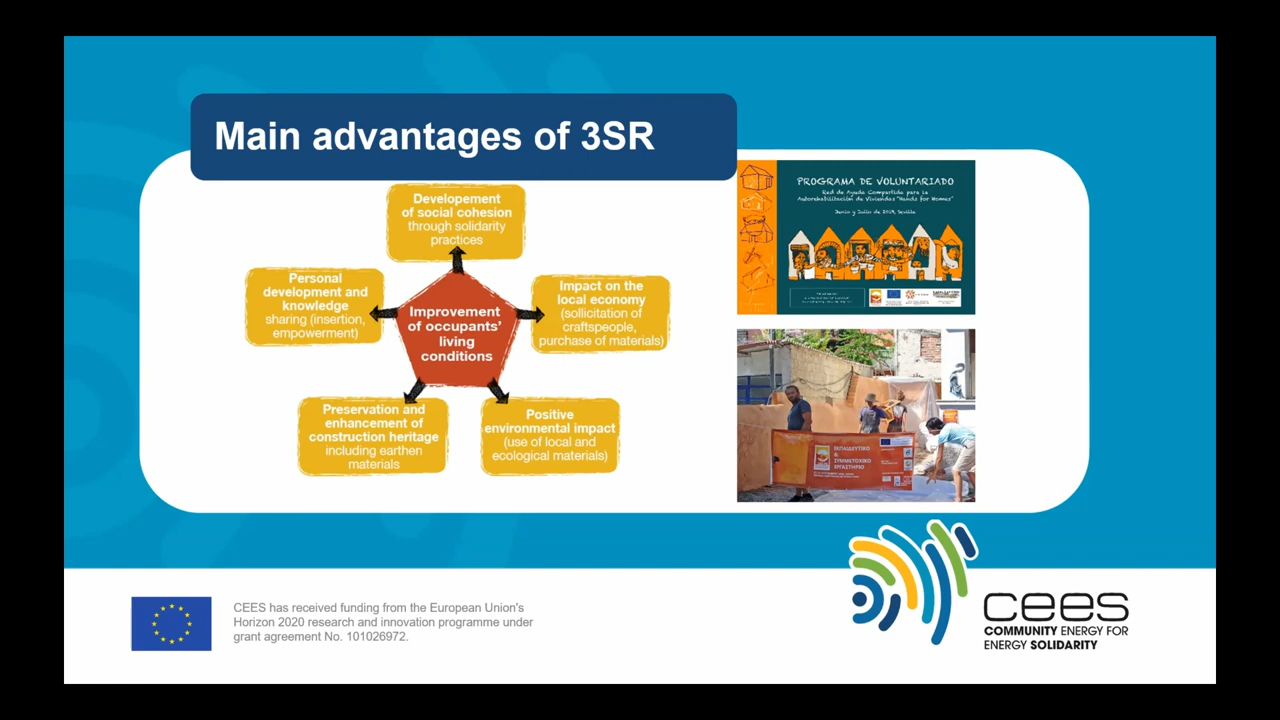 Main advantages of 3SR
Developement
of social cohesion
through solidarity
practices
Personal
development and
knowledge
sharing (insertion,
empowerment)
Improvement
of occupants'
living
conditions
Impact on the
local economy
(sollicitation of
craftspeople,
purchase of materials)
Preservation and
enhancement of
construction heritage
including earthen
materials
Positive
environmental impact
(use of local and
ecological materials)
PROGRAMA DE VOLUNTARIADO
Red de Ayuda Compartida para la
Autorehabilitación de Viviendas "Hands for Homes"
Junio y Julio de 2019, Sevilla
ΕΚΠΑΙΔΕΥΤΙΚΟ
&
ΣΥΜΜΕΤΟΧΙΚΟ
ΕΡΓΑΣΤΗΡΙΟ
CEES has received funding from the European Union's
Horizon 2020 research and innovation programme under
grant agreement No. 101026972.
cees
COMMUNITY ENERGY FOR
ENERGY SOLIDARITY